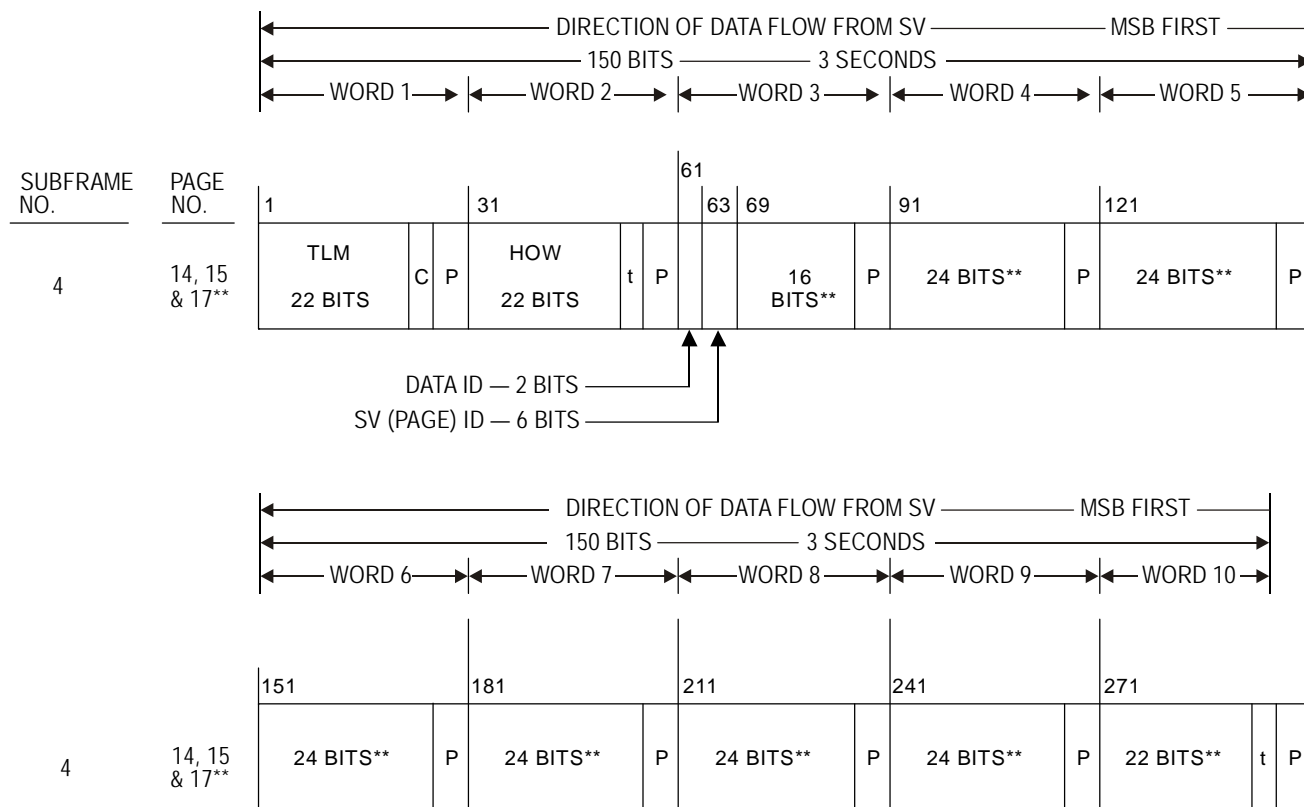 DIRECTION OF DATA FLOW FROM SV MSB FIRST
150 BITS 3 SECONDS
WORD 1 WORD 2 WORD 3 WORD 4 WORD 5
61
SUBFRAME NO. PAGE NO. 1 31 63 69 91 121
4 14, 15 & 17** TLM 22 BITS C P HOW 22 BITS t P 16 BITS** P 24 BITS** P 24 BITS** P
DATA ID — 2 BITS
SV (PAGE) ID — 6 BITS
DIRECTION OF DATA FLOW FROM SV MSB FIRST
150 BITS 3 SECONDS
WORD 6 WORD 7 WORD 8 WORD 9 WORD 10
151 181 211 241 271
4 14, 15 & 17** 24 BITS** P 24 BITS** P 24 BITS** P 24 BITS** P 22 BITS** t P